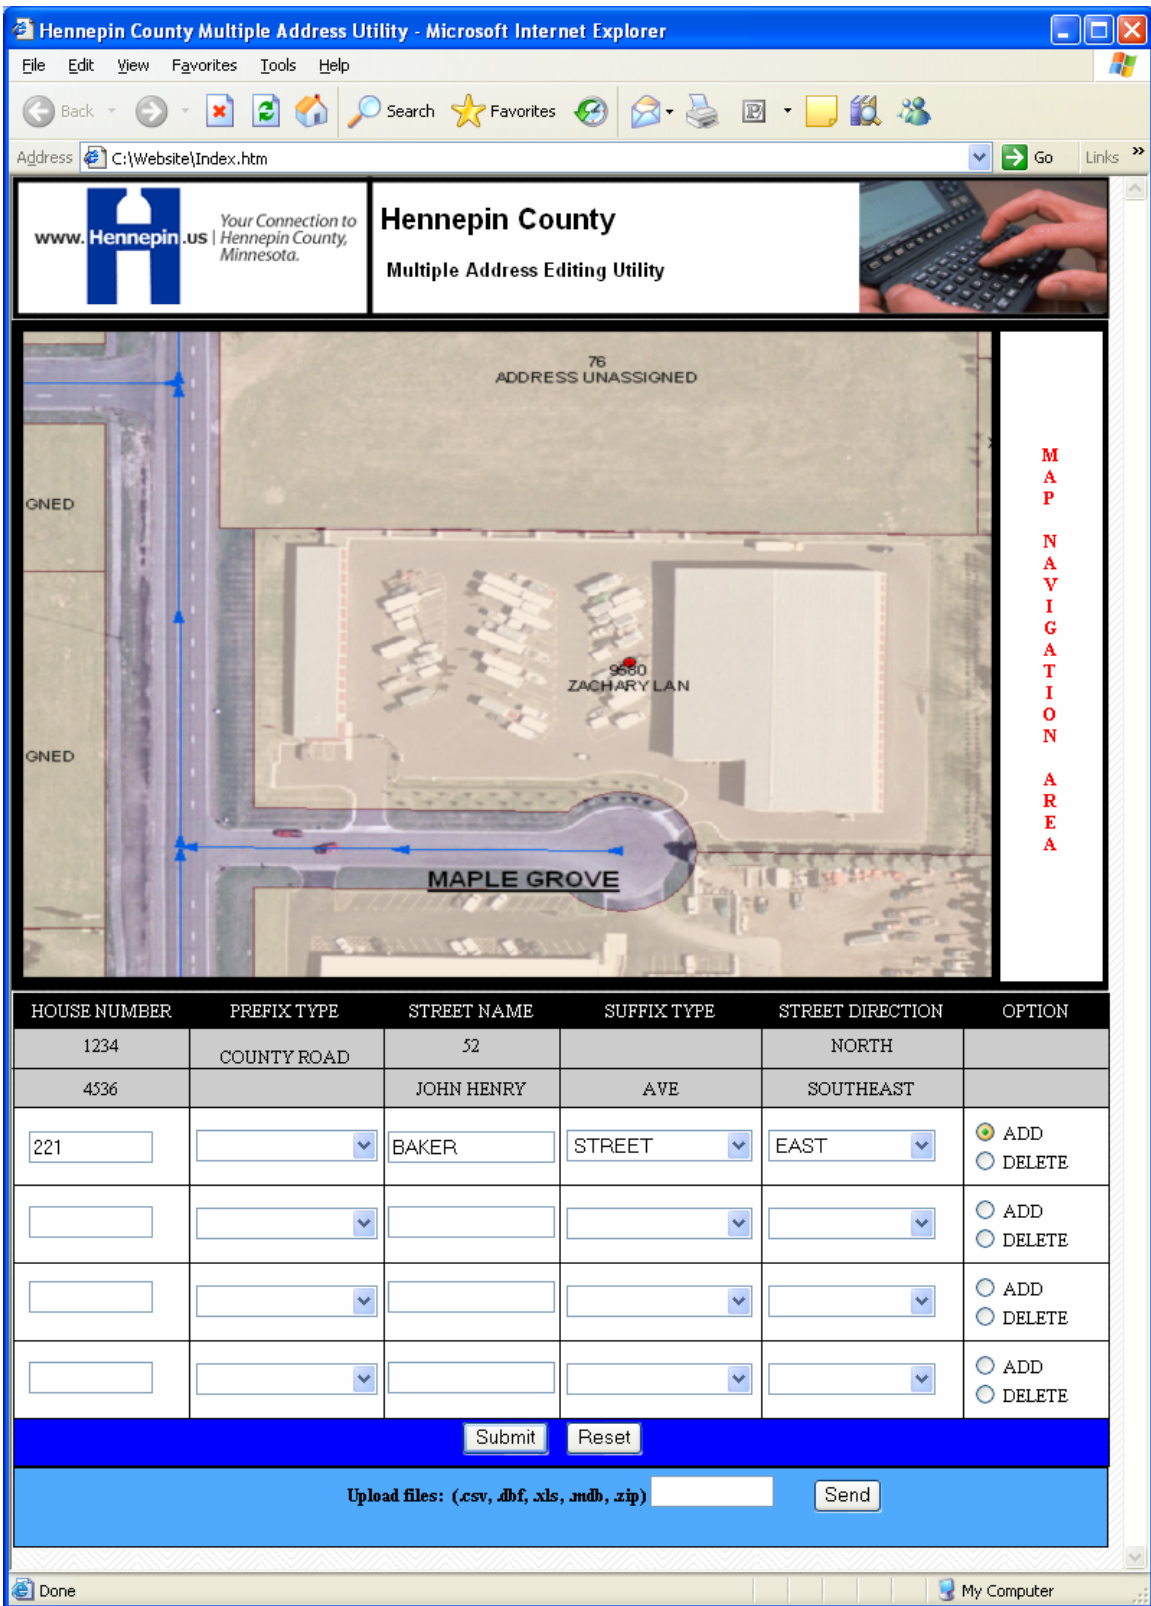 Hennepin County Multiple Address Utility - Microsoft Internet Explorer
File Edit View Favorites Tools Help
Back Search Favorites
Address C:\Website\Index.htm Go Links »
www.Hennepin.us | Your Connection to
Hennepin County,
Minnesota.
Hennepin County
Multiple Address Editing Utility
76
ADDRESS UNASSIGNED
GNED
9580
ZACHARY LAN
GNED
MAPLE GROVE
MAP NAVIGATION AREA
HOUSE NUMBER PREFIX TYPE STREET NAME SUFFIX TYPE STREET DIRECTION OPTION
1234 COUNTY ROAD 52 NORTH
4536 JOHN HENRY AVE SOUTHEAST
221 BAKER STREET EAST ADD
DELETE
ADD
DELETE
ADD
DELETE
ADD
DELETE
Submit Reset
Upload files: (.csv, .dbf, .xls, .mdb, .zip) Send
Done My Computer